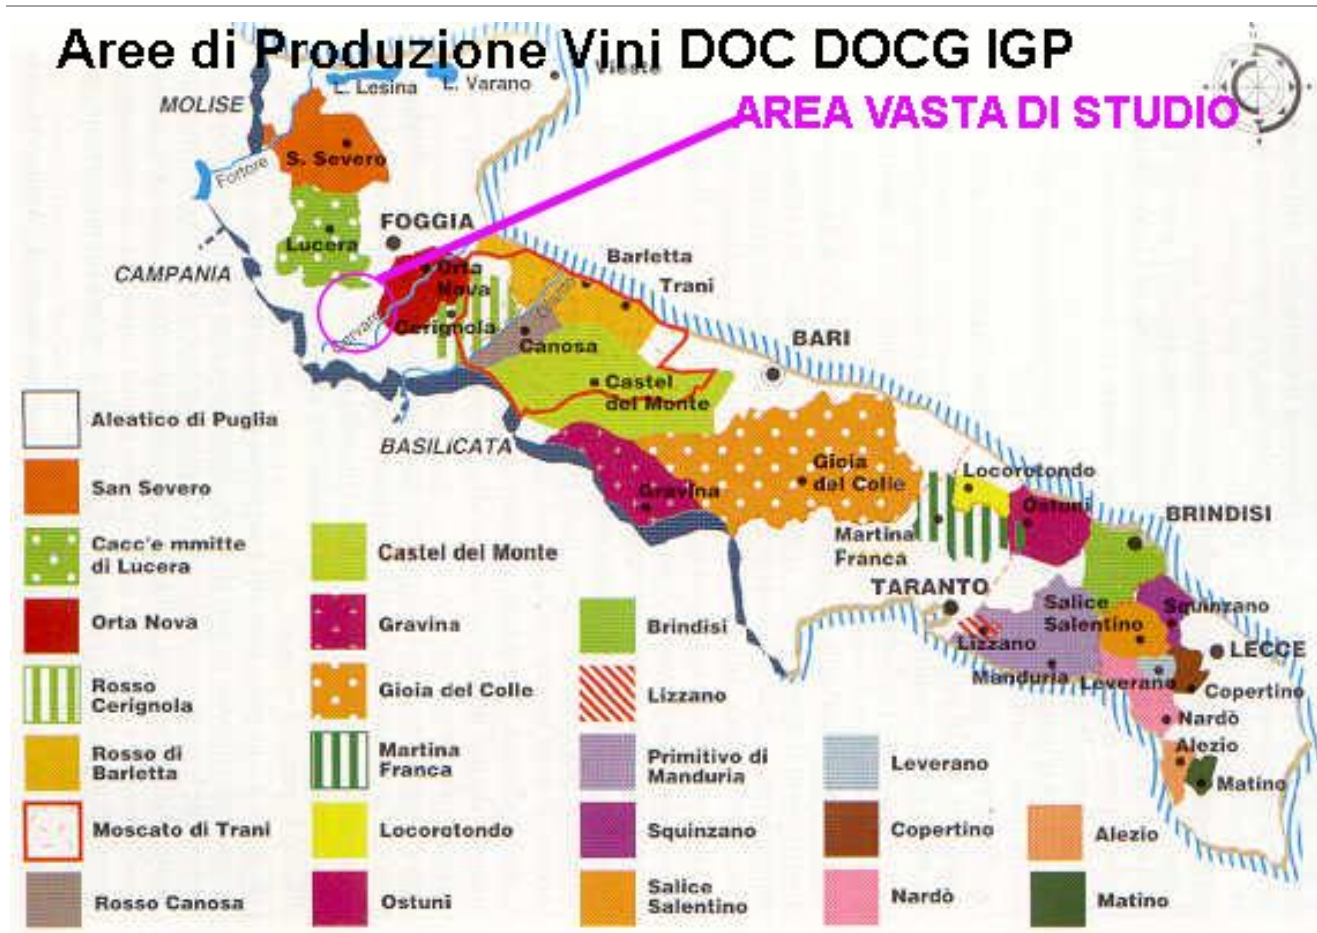 Aree di Produzione Vini DOC DOCG IGP
Vieste
L. Lesina
L. Varano
MOLISE
AREA VASTA DI STUDIO
S. Severo
Fortore
FOGGIA
Lucera
CAMPANIA
Orta
Nova
Barletta
Trani
Cervaro
Cerignola
Ofanto
Canosa
BARI
Castel
del Monte
BASILICATA
Gravina
Gioia
del Colle
Locorotondo
Ostuni
BRINDISI
Martina
Franca
TARANTO
Salice
Salentino
Squinzano
Lizzano
LECCE
Manduria
Leverano
Copertino
Nardò
Alezio
Matino
Aleatico di Puglia
San Severo
Cacc'e mmitte
di Lucera
Orta Nova
Rosso
Cerignola
Rosso di
Barletta
Moscato di Trani
Rosso Canosa
Castel del Monte
Gravina
Gioia del Colle
Martina
Franca
Locorotondo
Ostuni
Brindisi
Lizzano
Primitivo di
Manduria
Squinzano
Salice
Salentino
Leverano
Copertino
Nardò
Alezio
Matino